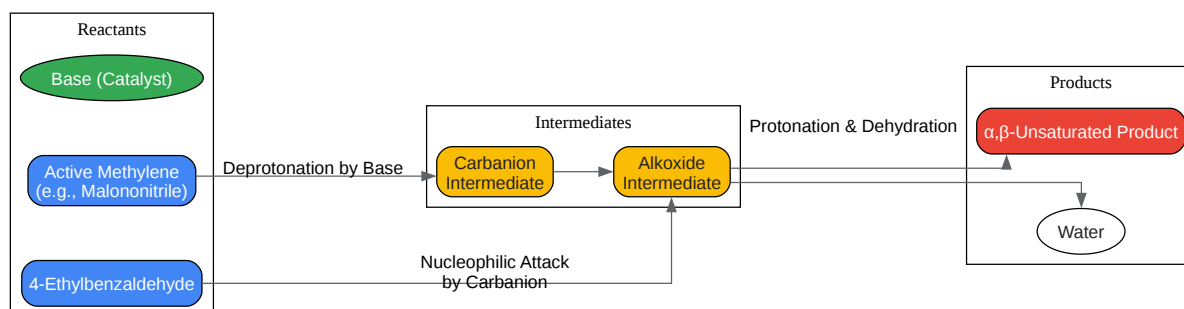 Reactants
Base (Catalyst)
Active Methylene
(e.g., Malononitrile)
4-Ethylbenzaldehyde
Deprotonation by Base
Nucleophilic Attack
by Carbanion
Intermediates
Carbanion
Intermediate
Alkoxide
Intermediate
Protonation & Dehydration
Products
α,β-Unsaturated Product
Water